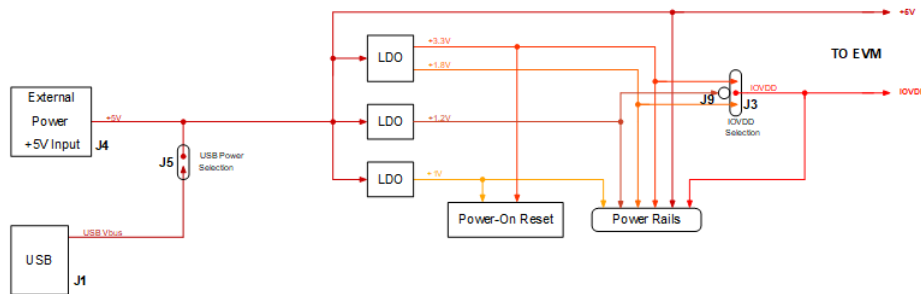 +5V
+3.3V
LDO
+1.8V
TO EVM
External
Power
+5V Input
J4
+5V
J9
IOVDD
IOVDD
J3
IOVDD
Selection
LDO
+1.2V
J5
USB Power
Selection
LDO
+1V
Power-On Reset
Power Rails
USB Vbus
USB
J1